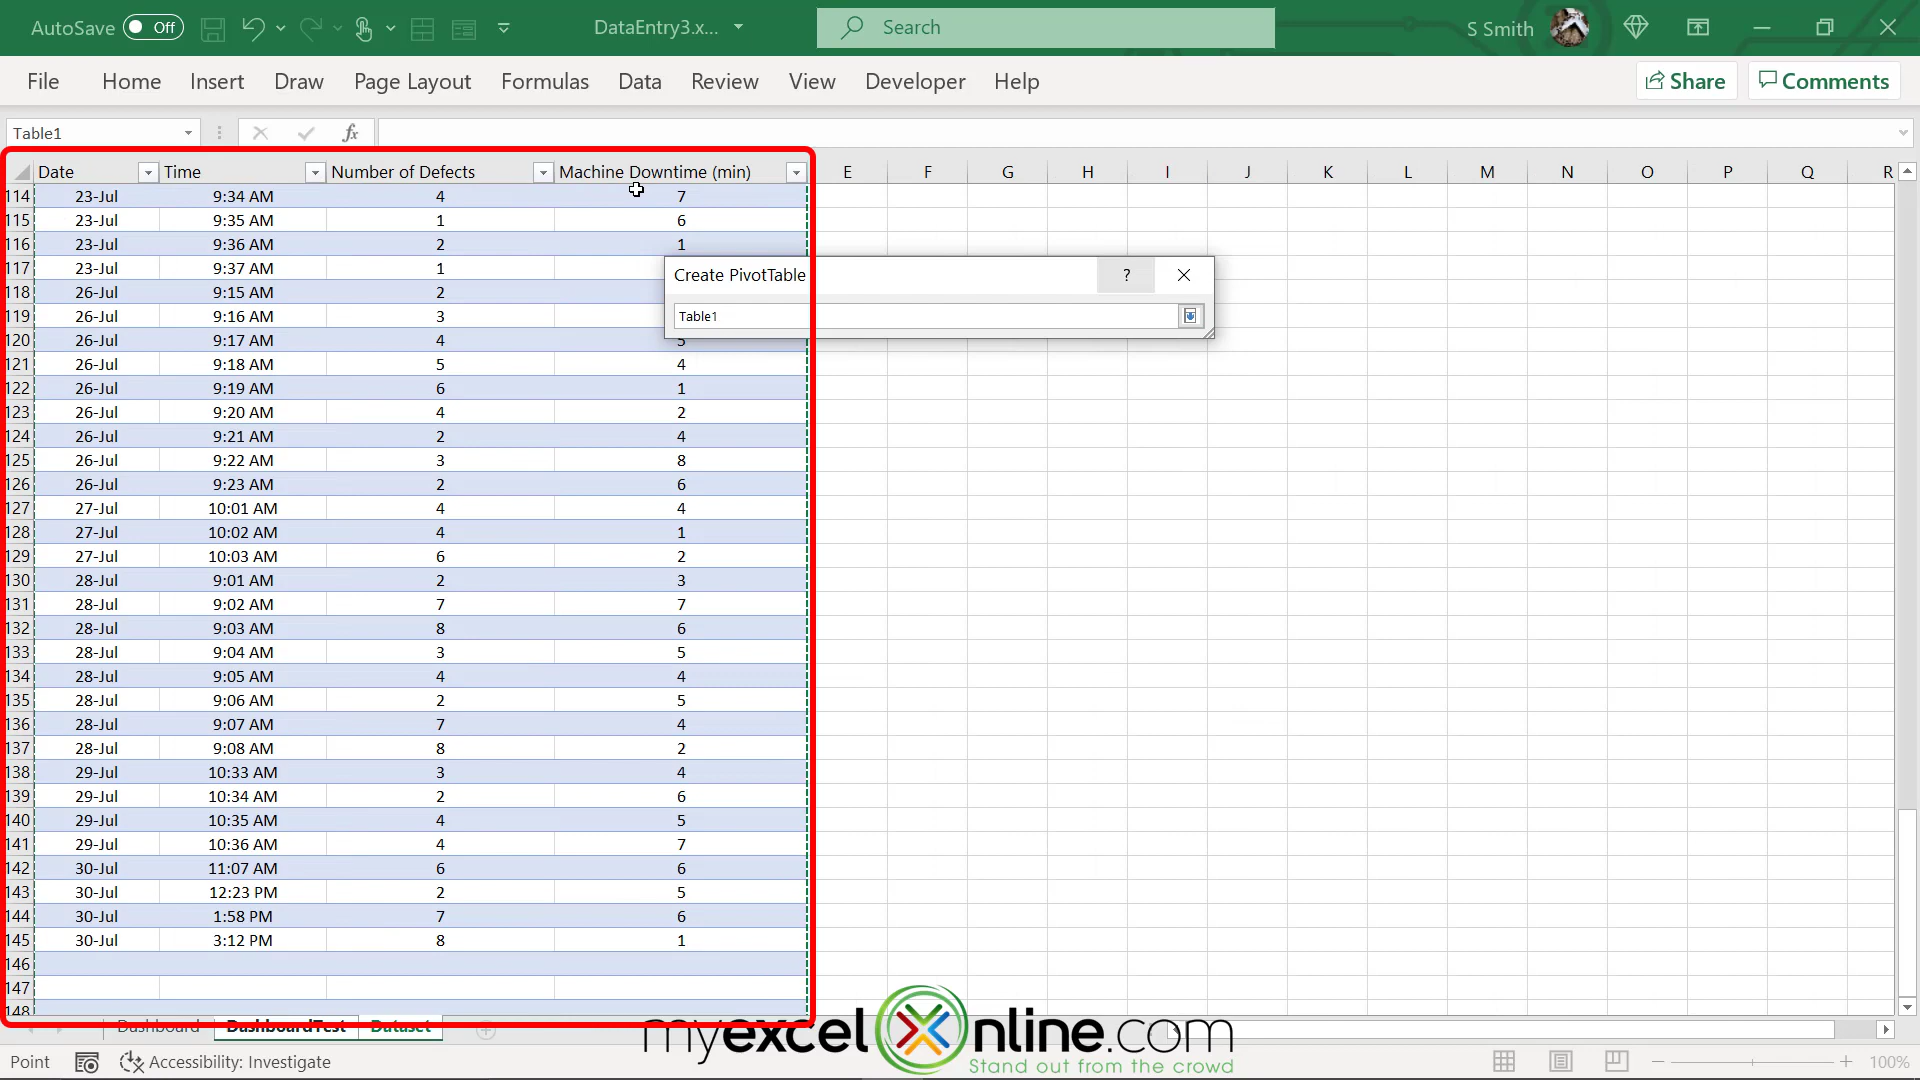 AutoSave Off DataEntry3.x... Search S Smith
File Home Insert Draw Page Layout Formulas Data Review View Developer Help Share Comments
Table1 fx
Date Time Number of Defects Machine Downtime (min) E F G H I J K L M N O P Q R
114 23-Jul 9:34 AM 4 7
115 23-Jul 9:35 AM 1 6
116 23-Jul 9:36 AM 2 1
117 23-Jul 9:37 AM 1
Create PivotTable ?
118 26-Jul 9:15 AM 2
119 26-Jul 9:16 AM 3
Table1
120 26-Jul 9:17 AM 4 5
121 26-Jul 9:18 AM 5 4
122 26-Jul 9:19 AM 6 1
123 26-Jul 9:20 AM 4 2
124 26-Jul 9:21 AM 2 4
125 26-Jul 9:22 AM 3 8
126 26-Jul 9:23 AM 2 6
127 27-Jul 10:01 AM 4 4
128 27-Jul 10:02 AM 4 1
129 27-Jul 10:03 AM 6 2
130 28-Jul 9:01 AM 2 3
131 28-Jul 9:02 AM 7 7
132 28-Jul 9:03 AM 8 6
133 28-Jul 9:04 AM 3 5
134 28-Jul 9:05 AM 4 4
135 28-Jul 9:06 AM 2 5
136 28-Jul 9:07 AM 7 4
137 28-Jul 9:08 AM 8 2
138 29-Jul 10:33 AM 3 4
139 29-Jul 10:34 AM 2 6
140 29-Jul 10:35 AM 4 5
141 29-Jul 10:36 AM 4 7
142 30-Jul 11:07 AM 6 6
143 30-Jul 12:23 PM 2 5
144 30-Jul 1:58 PM 7 6
145 30-Jul 3:12 PM 8 1
146
147
148
Dashboard DashboardTest Dataset
myexcelOnline.com
Stand out from the crowd
Point Accessibility: Investigate 100%